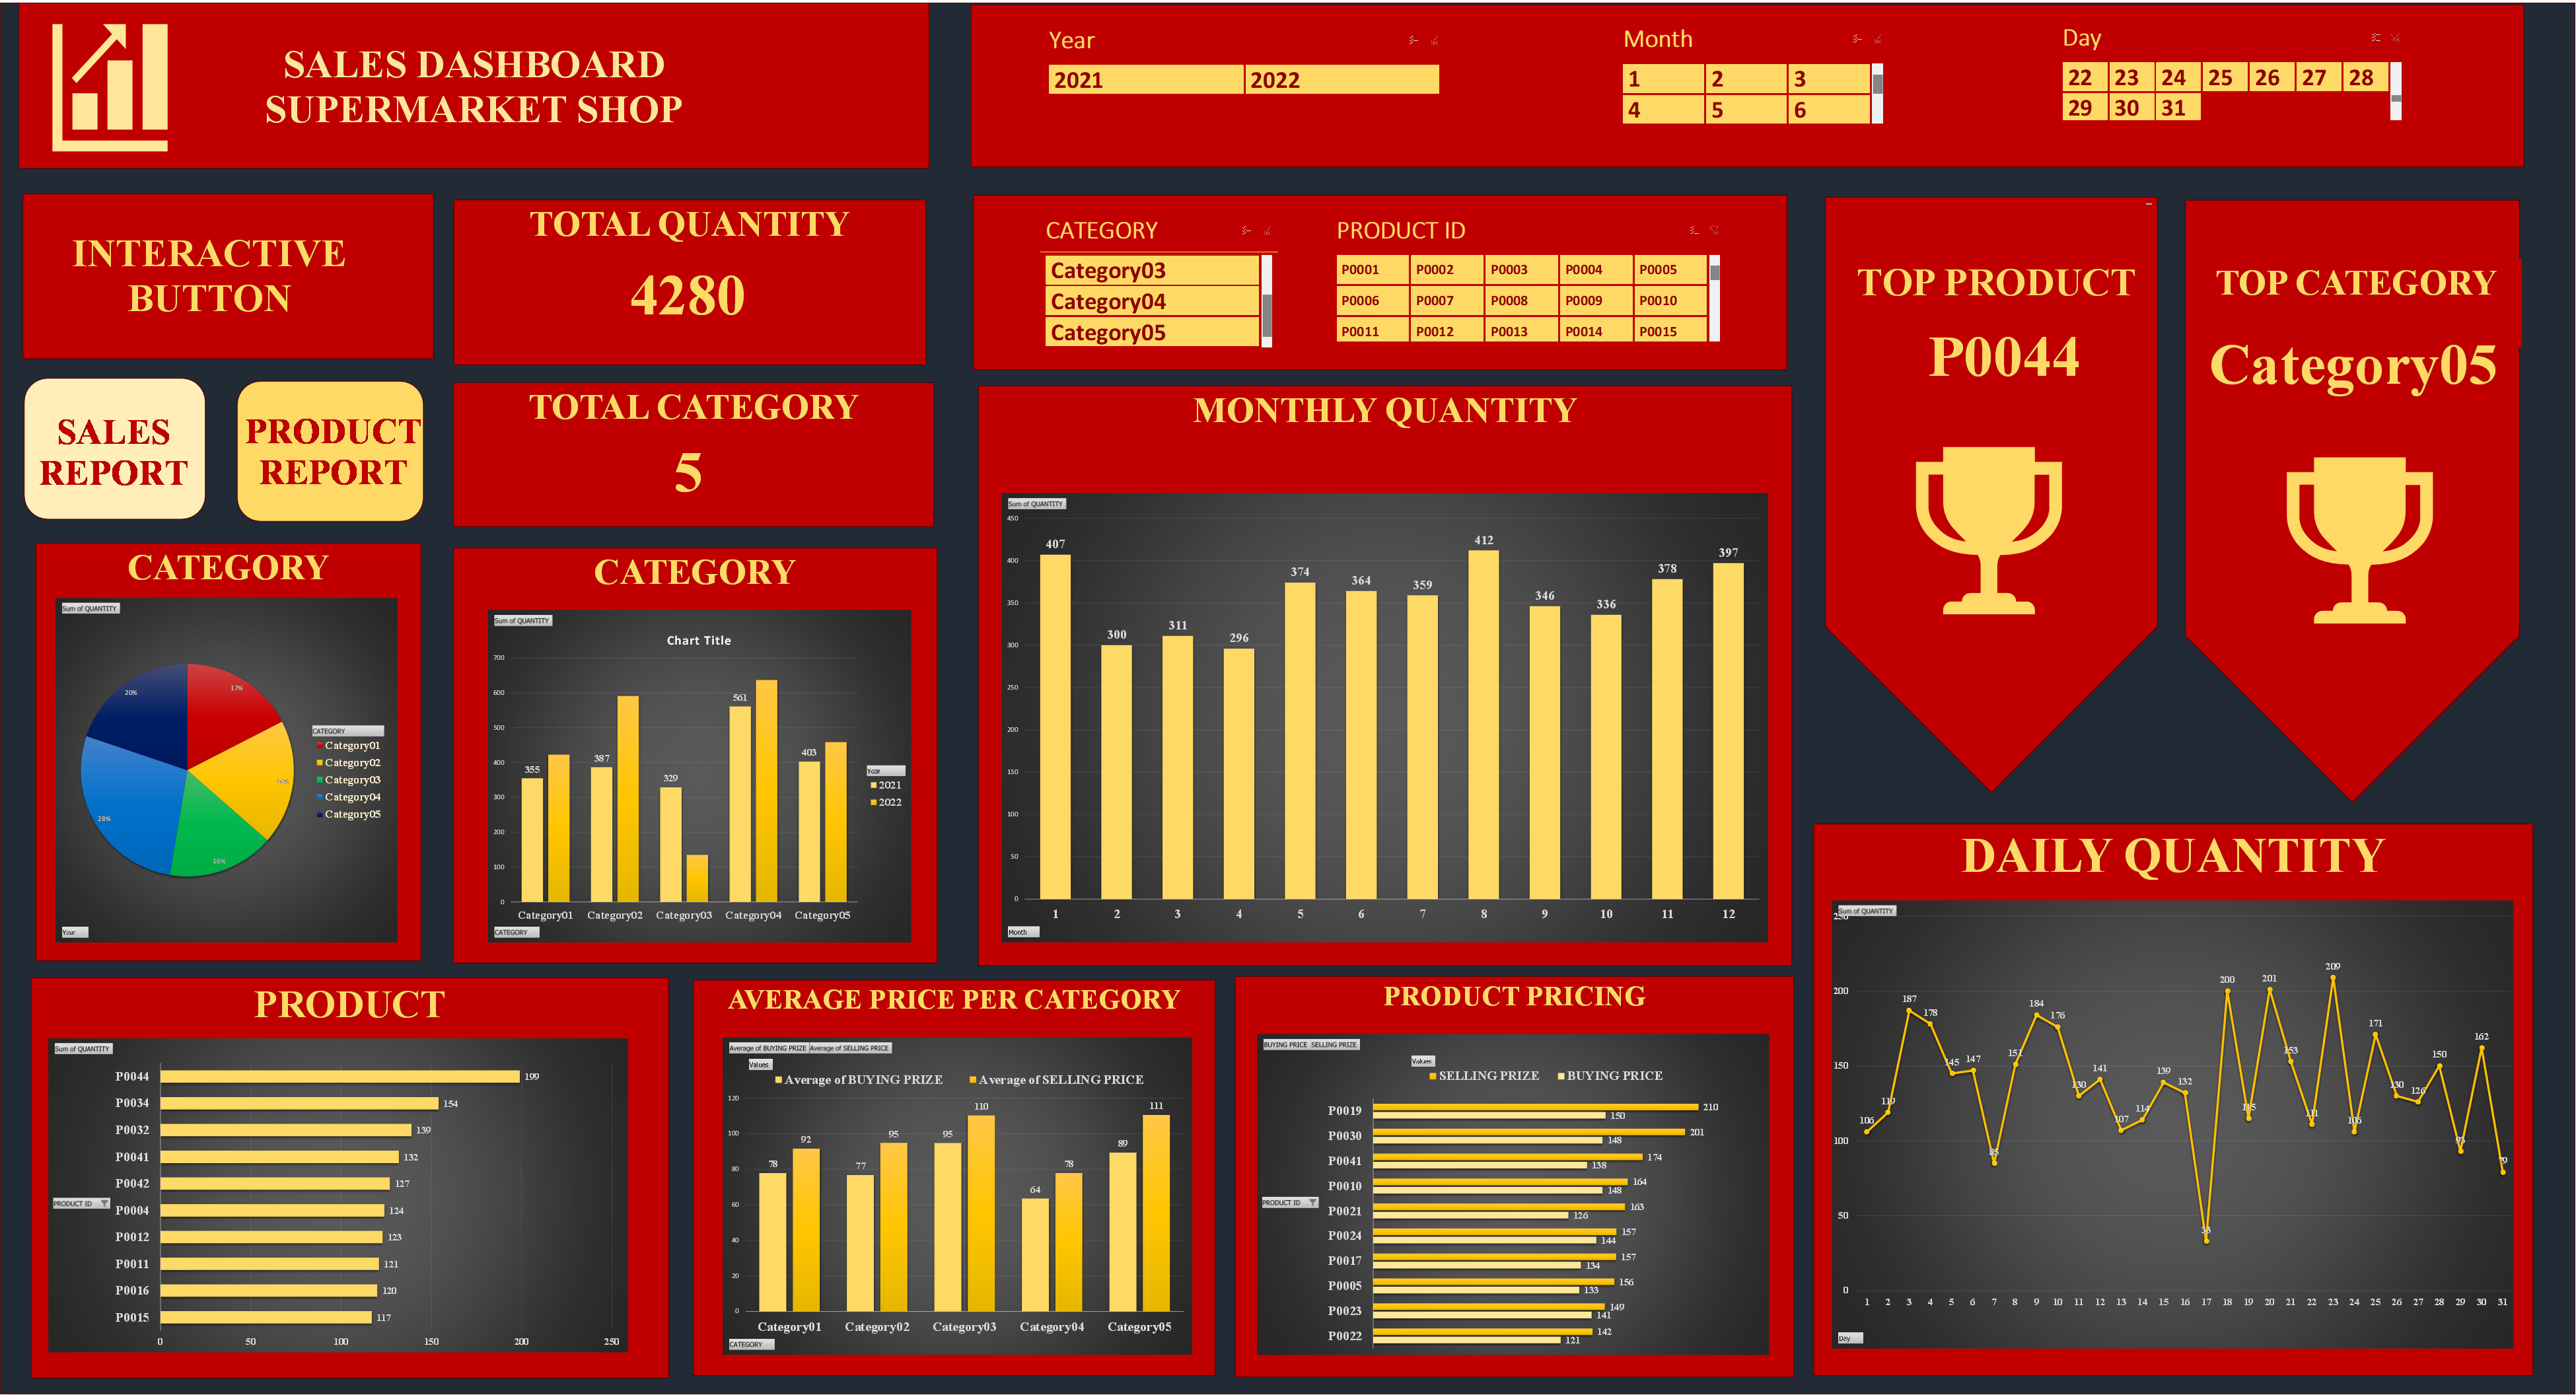 SALES DASHBOARD
SUPERMARKET SHOP
Year
2021 2022
Month
1 2 3
4 5 6
Day
22 23 24 25 26 27 28
29 30 31
INTERACTIVE
BUTTON
TOTAL QUANTITY
4280
CATEGORY
Category03
Category04
Category05
PRODUCT ID
P0001 P0002 P0003 P0004 P0005
P0006 P0007 P0008 P0009 P0010
P0011 P0012 P0013 P0014 P0015
TOP PRODUCT
P0044
TOP CATEGORY
Category05
SALES
REPORT
PRODUCT
REPORT
TOTAL CATEGORY
5
CATEGORY
Sum of QUANTITY
17%
16%
28%
20%
CATEGORY
Category01
Category02
Category03
Category04
Category05
Year
CATEGORY
Sum of QUANTITY
Chart Title
700
600
500
400
300
200
100
0
355 387 329 561 403
Category01 Category02 Category03 Category04 Category05
Year
2021
2022
CATEGORY
MONTHLY QUANTITY
Sum of QUANTITY
450
400
350
300
250
200
150
100
50
0
407 300 311 296 374 364 359 412 346 336 378 397
1 2 3 4 5 6 7 8 9 10 11 12
Month
PRODUCT
Sum of QUANTITY
PRODUCT ID
P0044 199
P0034 154
P0032 139
P0041 132
P0042 127
P0004 124
P0012 123
P0011 121
P0016 120
P0015 117
0 50 100 150 200 250
AVERAGE PRICE PER CATEGORY
Average of BUYING PRIZE Average of SELLING PRICE
Values
Average of BUYING PRIZE Average of SELLING PRICE
120
100
80
60
40
20
0
78 92 77 95 95 110 64 78 89 111
Category01 Category02 Category03 Category04 Category05
CATEGORY
PRODUCT PRICING
BUYING PRICE SELLING PRIZE
Values
SELLING PRIZE BUYING PRICE
PRODUCT ID
P0019 210 150
P0030 201 148
P0041 174 138
P0010 164 148
P0021 163 126
P0024 157 144
P0017 157 134
P0005 156 133
P0023 149 141
P0022 142 121
DAILY QUANTITY
Sum of QUANTITY
250
200
150
100
50
0
106 119 187 178 145 147 85 151 184 176 130 141 107 114 139 132 200 115 201 153 111 209 106 171 130 126 150 93 162 79
1 2 3 4 5 6 7 8 9 10 11 12 13 14 15 16 17 18 19 20 21 22 23 24 25 26 27 28 29 30 31
Day